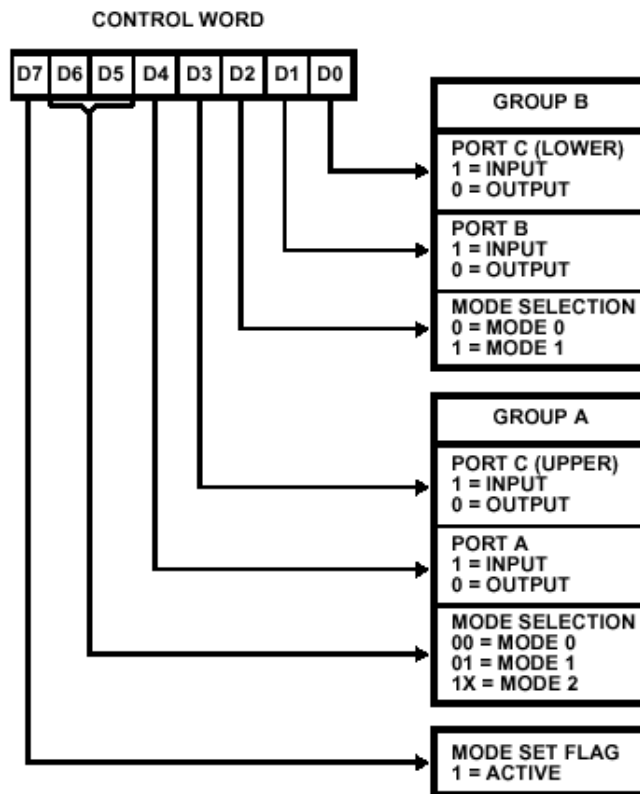 CONTROL WORD
D7 D6 D5 D4 D3 D2 D1 D0
GROUP B
PORT C (LOWER)
1 = INPUT
0 = OUTPUT
PORT B
1 = INPUT
0 = OUTPUT
MODE SELECTION
0 = MODE 0
1 = MODE 1
GROUP A
PORT C (UPPER)
1 = INPUT
0 = OUTPUT
PORT A
1 = INPUT
0 = OUTPUT
MODE SELECTION
00 = MODE 0
01 = MODE 1
1X = MODE 2
MODE SET FLAG
1 = ACTIVE